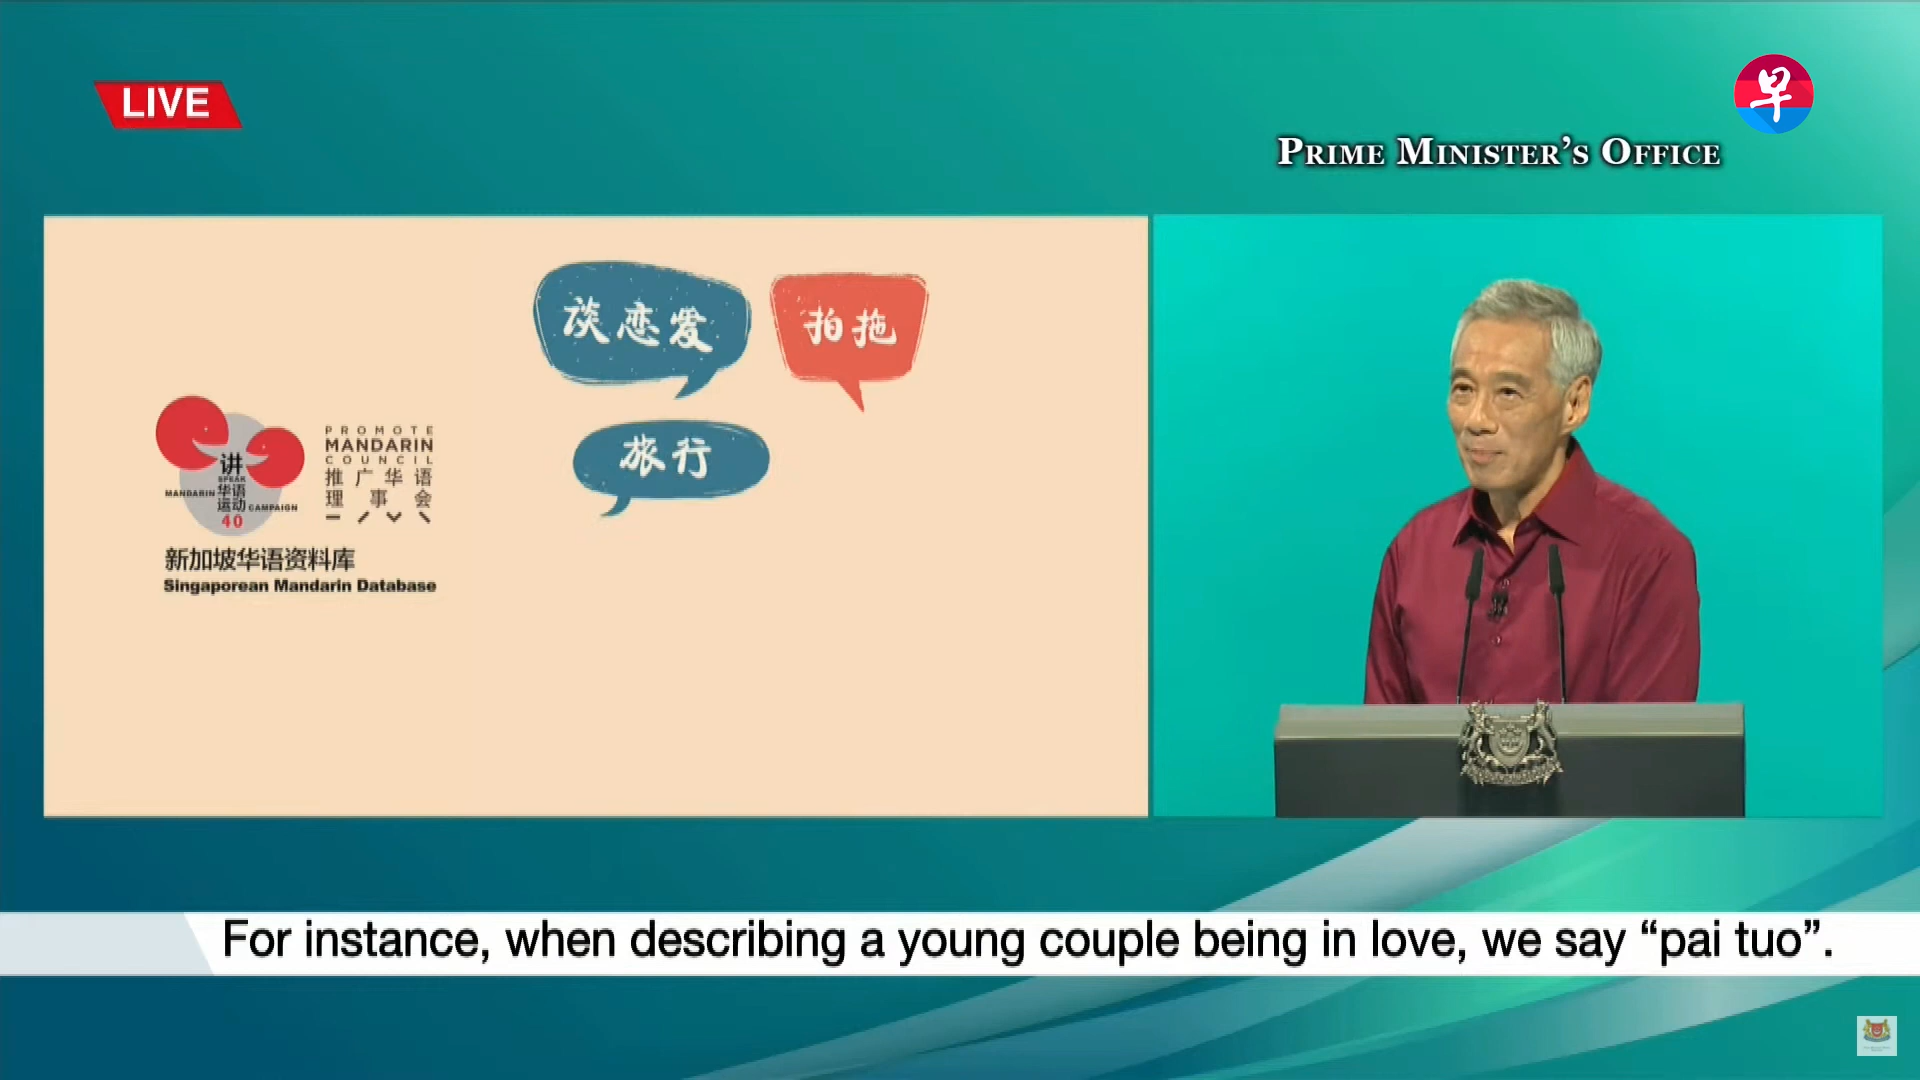 LIVE
早
PRIME MINISTER'S OFFICE
谈恋发
拍拖
旅行
讲
SPEAK
MANDARIN 华语
运动 CAMPAIGN
40
PROMOTE
MANDARIN
COUNCIL
推广华语
理事会
新加坡华语资料库
Singaporean Mandarin Database
For instance, when describing a young couple being in love, we say “pai tuo”.